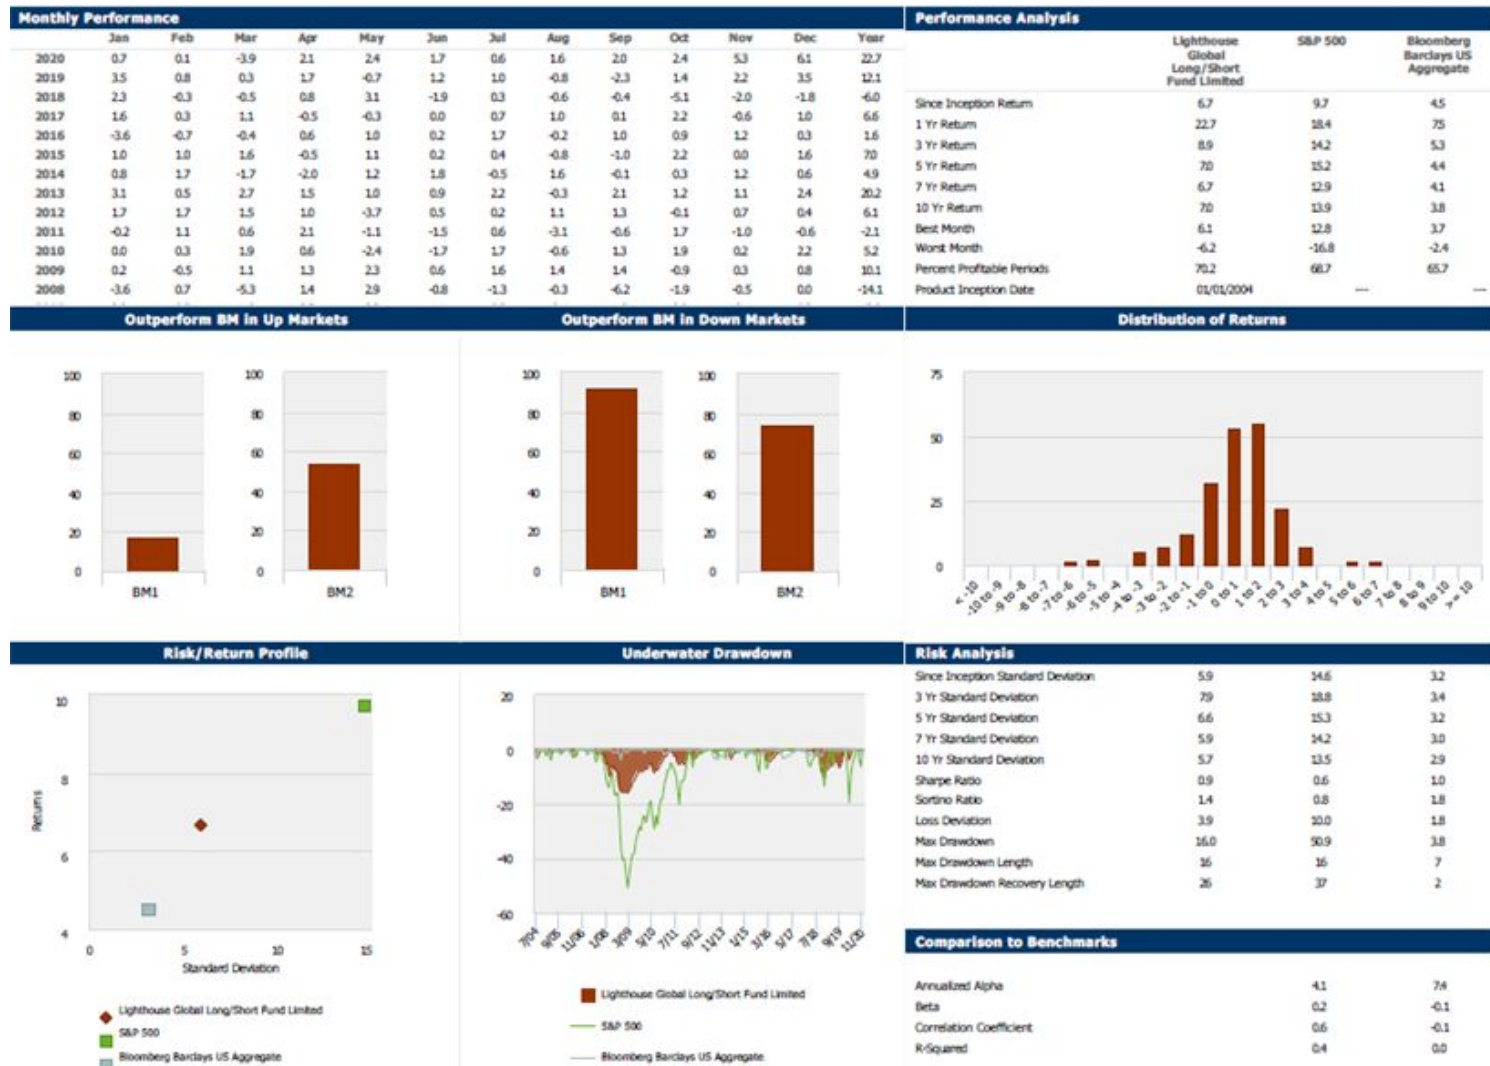 Monthly Performance
Jan Feb Mar Apr May Jun Jul Aug Sep Oct Nov Dec Year
2020 0.7 0.1 -3.9 2.1 2.4 1.7 0.6 1.6 2.0 2.4 5.3 6.1 22.7
2019 3.5 0.8 0.3 1.7 -0.7 1.2 1.0 -0.8 -2.3 1.4 2.2 3.5 12.1
2018 2.3 -0.3 -0.5 0.8 3.1 -1.9 0.3 -0.6 -0.4 -5.1 -2.0 -1.8 -6.0
2017 1.6 0.3 1.1 -0.5 -0.3 0.0 0.7 1.0 0.1 2.2 -0.6 1.0 6.6
2016 -3.6 -0.7 -0.4 0.6 1.0 0.2 1.7 -0.2 1.0 0.9 1.2 0.3 1.6
2015 1.0 1.0 1.6 -0.5 1.1 0.2 0.4 -0.8 -1.0 2.2 0.0 1.6 7.0
2014 0.8 1.7 -1.7 -2.0 1.2 1.8 -0.5 1.6 -0.1 0.3 1.2 0.6 4.9
2013 3.1 0.5 2.7 1.5 1.0 0.9 2.2 -0.3 2.1 1.2 1.1 2.4 20.2
2012 1.7 1.7 1.5 1.0 -3.7 0.5 0.2 1.1 1.3 -0.1 0.7 0.4 6.1
2011 -0.2 1.1 0.6 2.1 -1.1 -1.5 0.6 -3.1 -0.6 1.7 -1.0 -0.6 -2.1
2010 0.0 0.3 1.9 0.6 -2.4 -1.7 1.7 -0.6 1.3 1.9 0.2 2.2 5.2
2009 0.2 -0.5 1.1 1.3 2.3 0.6 1.6 1.4 1.4 -0.9 0.3 0.8 10.1
2008 -3.6 0.7 -5.3 1.4 2.9 -0.8 -1.3 -0.3 -6.2 -1.9 -0.5 0.0 -14.1
Performance Analysis
Lighthouse S&P 500 Bloomberg
Global Barclays US
Long/Short Aggregate
Fund Limited
Since Inception Return 6.7 9.7 4.5
1 Yr Return 22.7 18.4 7.5
3 Yr Return 8.9 14.2 5.3
5 Yr Return 7.0 15.2 4.4
7 Yr Return 6.7 12.9 4.1
10 Yr Return 7.0 13.9 3.8
Best Month 6.1 12.8 3.7
Worst Month -6.2 -16.8 -2.4
Percent Profitable Periods 70.2 68.7 65.7
Product Inception Date 01/01/2004 ---- ----
Outperform BM in Up Markets
100 80 60 40 20 0
BM1
100 80 60 40 20 0
BM2
Outperform BM in Down Markets
100 80 60 40 20 0
BM1
100 80 60 40 20 0
BM2
Distribution of Returns
75
50
25
0
< -10 -10 to -9 -9 to -8 -8 to -7 -7 to -6 -6 to -5 -5 to -4 -4 to -3 -3 to -2 -2 to -1 -1 to 0 0 to 1 1 to 2 2 to 3 3 to 4 4 to 5 5 to 6 6 to 7 7 to 8 8 to 9 9 to 10 >= 10
Risk/Return Profile
10
8
6
4
Returns
0 5 10 15
Standard Deviation
Lighthouse Global Long/Short Fund Limited
S&P 500
Bloomberg Barclays US Aggregate
Underwater Drawdown
20
0
-20
-40
-60
7/04 9/05 11/06 1/08 3/09 5/10 7/11 9/12 11/13 1/15 3/16 5/17 7/18 9/19 11/20
Lighthouse Global Long/Short Fund Limited
S&P 500
Bloomberg Barclays US Aggregate
Risk Analysis
Since Inception Standard Deviation 5.9 14.6 3.2
3 Yr Standard Deviation 7.9 18.8 3.4
5 Yr Standard Deviation 6.6 15.3 3.2
7 Yr Standard Deviation 5.9 14.2 3.0
10 Yr Standard Deviation 5.7 13.5 2.9
Sharpe Ratio 0.9 0.6 1.0
Sortino Ratio 1.4 0.8 1.8
Loss Deviation 3.9 10.0 1.8
Max Drawdown 16.0 50.9 3.8
Max Drawdown Length 16 16 7
Max Drawdown Recovery Length 26 37 2
Comparison to Benchmarks
Annualized Alpha 4.1 7.4
Beta 0.2 -0.1
Correlation Coefficient 0.6 -0.1
R-Squared 0.4 0.0